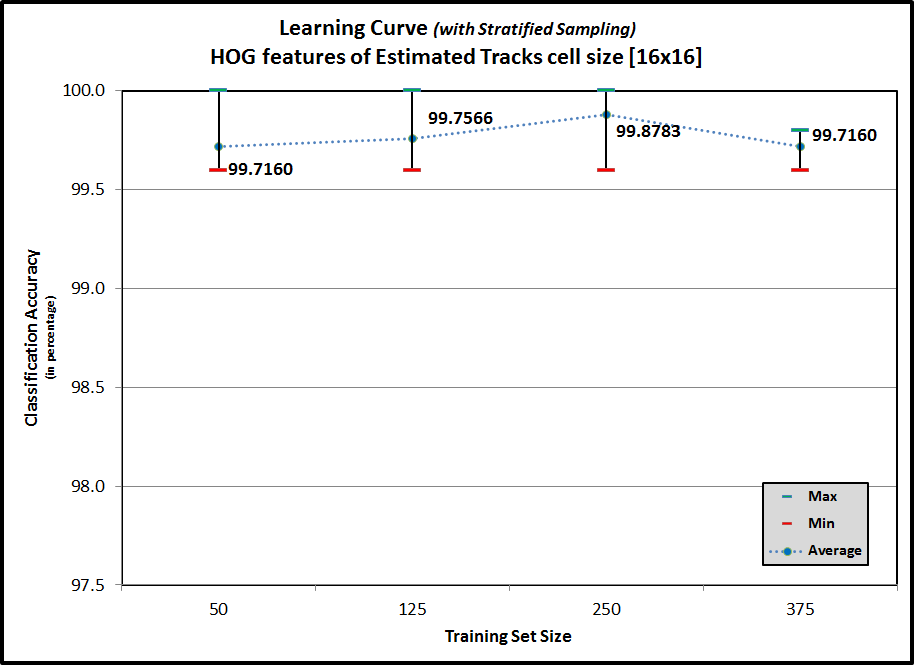 Learning Curve (with Stratified Sampling)
HOG features of Estimated Tracks cell size [16x16]
100.0
99.5
99.0
98.5
98.0
97.5
Classification Accuracy
(in percentage)
99.7160
99.7566
99.8783
99.7160
Max
Min
Average
50 125 250 375
Training Set Size